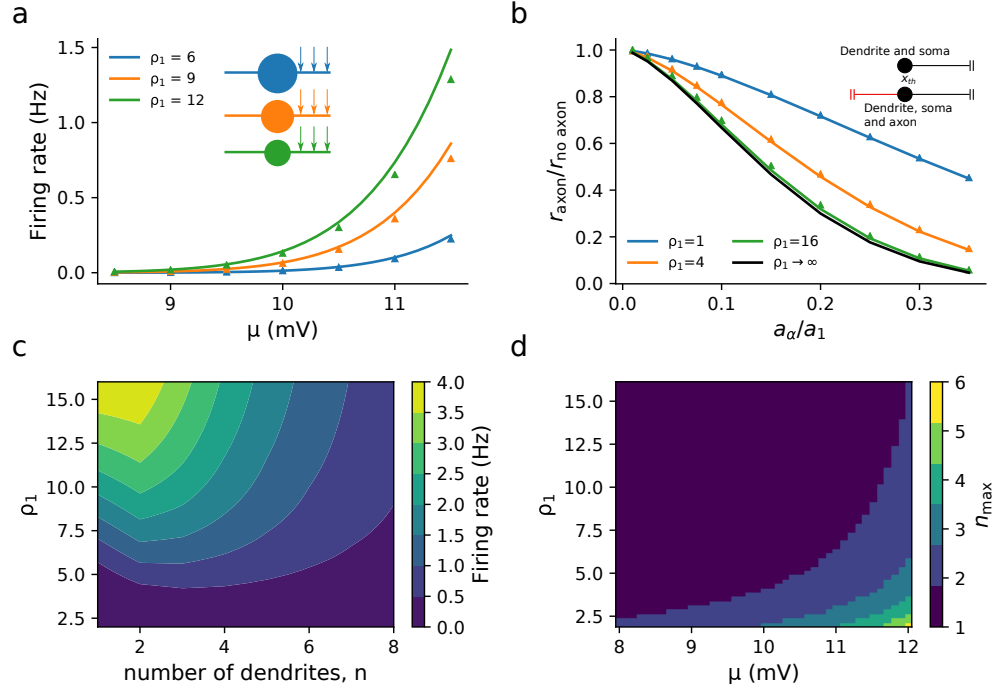 a
Firing rate (Hz)
1.5
1.0
0.5
0.0
ρ1 = 6
ρ1 = 9
ρ1 = 12
9
10
11
μ (mV)
b
raxon/rno axon
1.0
0.8
0.6
0.4
0.2
0.0
Dendrite and soma
xth
Dendrite, soma
and axon
ρ1=1
ρ1=4
ρ1=16
ρ1→∞
0.0
0.1
0.2
0.3
aα/a1
c
ρ1
15.0
12.5
10.0
7.5
5.0
2.5
2
4
6
8
number of dendrites, n
4.0
3.5
3.0
2.5
2.0
1.5
1.0
0.5
0.0
Firing rate (Hz)
d
ρ1
15.0
12.5
10.0
7.5
5.0
2.5
8
9
10
11
12
μ (mV)
6
5
4
3
2
1
nmax